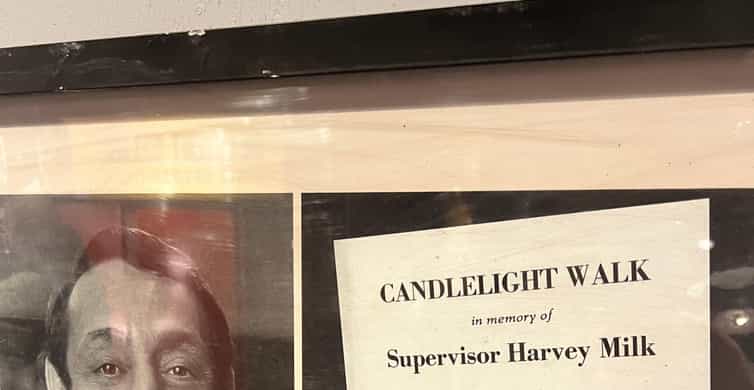 CANDLELIGHT WALK
in memory of
Supervisor Harvey Milk